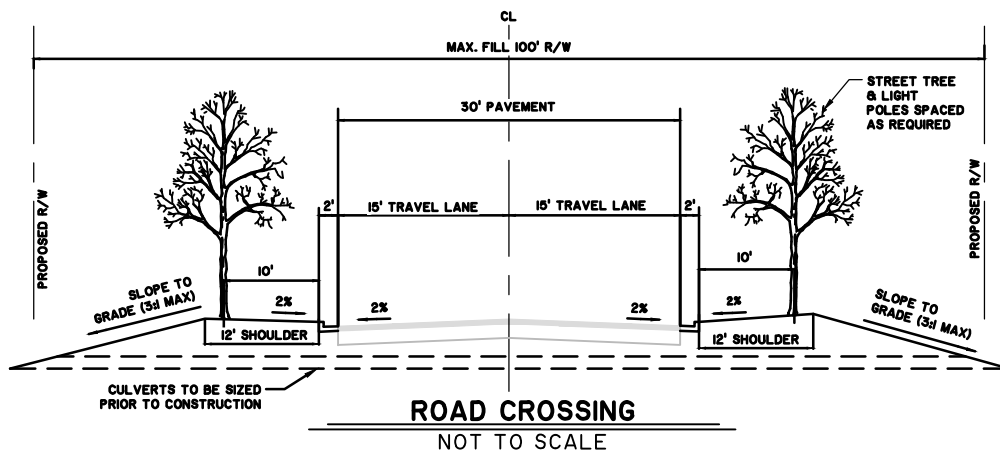 CL
MAX. FILL 100' R/W
30' PAVEMENT
STREET TREE
& LIGHT
POLES SPACED
AS REQUIRED
PROPOSED R/W
PROPOSED R/W
2'
15' TRAVEL LANE
15' TRAVEL LANE
2'
10'
10'
SLOPE TO
GRADE (3:1 MAX)
SLOPE TO
GRADE (3:1 MAX)
2%
2%
2%
2%
12' SHOULDER
12' SHOULDER
CULVERTS TO BE SIZED
PRIOR TO CONSTRUCTION
ROAD CROSSING
NOT TO SCALE